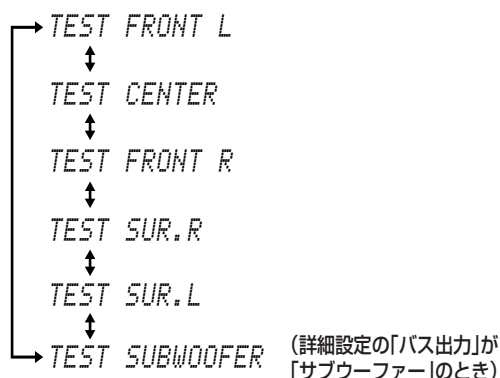 TEST FRONT L
TEST CENTER
TEST FRONT R
TEST SUR.R
TEST SUR.L
TEST SUBWOOFER
(詳細設定の「バス出力」が
「サブウーファー」のとき)